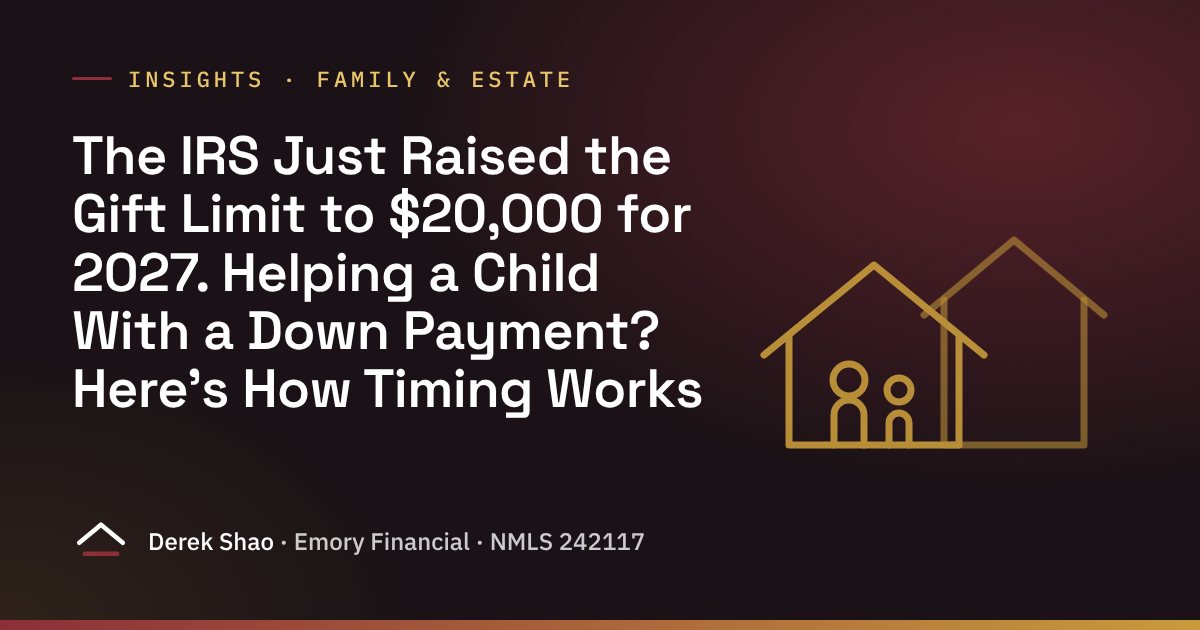 INSIGHTS · FAMILY & ESTATE
The IRS Just Raised the
Gift Limit to $20,000 for
2027. Helping a Child
With a Down Payment?
Here’s How Timing Works
Derek Shao · Emory Financial · NMLS 242117